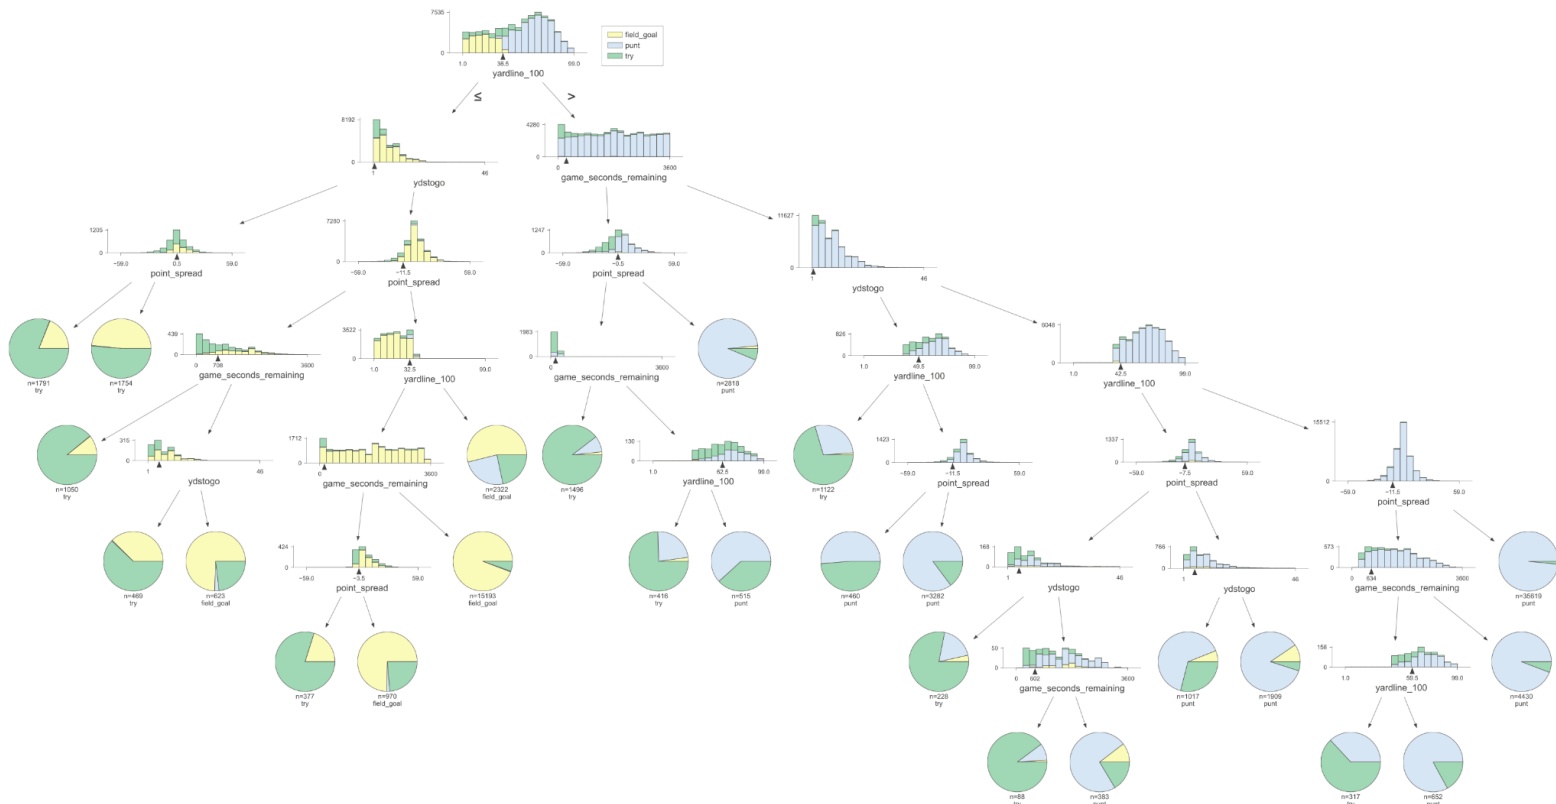 7535
0
1.0 38.5 99.0
yardline_100
field_goal
punt
try
≤ >
8192
0
1 46
ydstogo
4280
0
0 3600
game_seconds_remaining
1205
0
−59.0 0.5 59.0
point_spread
7280
0
−59.0 −11.5 59.0
point_spread
1247
0
−59.0 −0.5 59.0
point_spread
11627
0
1 46
ydstogo
n=1791
try
n=1754
try
439
0
0 708 3600
game_seconds_remaining
3522
0
1.0 32.5 99.0
yardline_100
1983
0
0 3600
game_seconds_remaining
n=2818
punt
826
0
1.0 49.5 99.0
yardline_100
6048
0
1.0 42.5 99.0
yardline_100
n=1050
try
315
0
1 46
ydstogo
1712
0
0 3600
game_seconds_remaining
n=2322
field_goal
n=1496
try
130
0
1.0 62.5 99.0
yardline_100
n=1122
try
1423
0
−59.0 −11.5 59.0
point_spread
1337
0
−59.0 −7.5 59.0
point_spread
15512
0
−59.0 −11.5 59.0
point_spread
n=469
try
n=623
field_goal
424
0
−59.0 −3.5 59.0
point_spread
n=15193
field_goal
n=416
try
n=515
punt
n=460
punt
n=3282
punt
168
0
1 46
ydstogo
766
0
1 46
ydstogo
573
0
0 634 3600
game_seconds_remaining
n=35619
punt
n=377
try
n=970
field_goal
n=226
try
50
0
0 602 3600
game_seconds_remaining
n=1017
punt
n=1909
punt
158
0
1.0 59.5 99.0
yardline_100
n=4430
punt
n=88
try
n=383
punt
n=317
try
n=652
punt